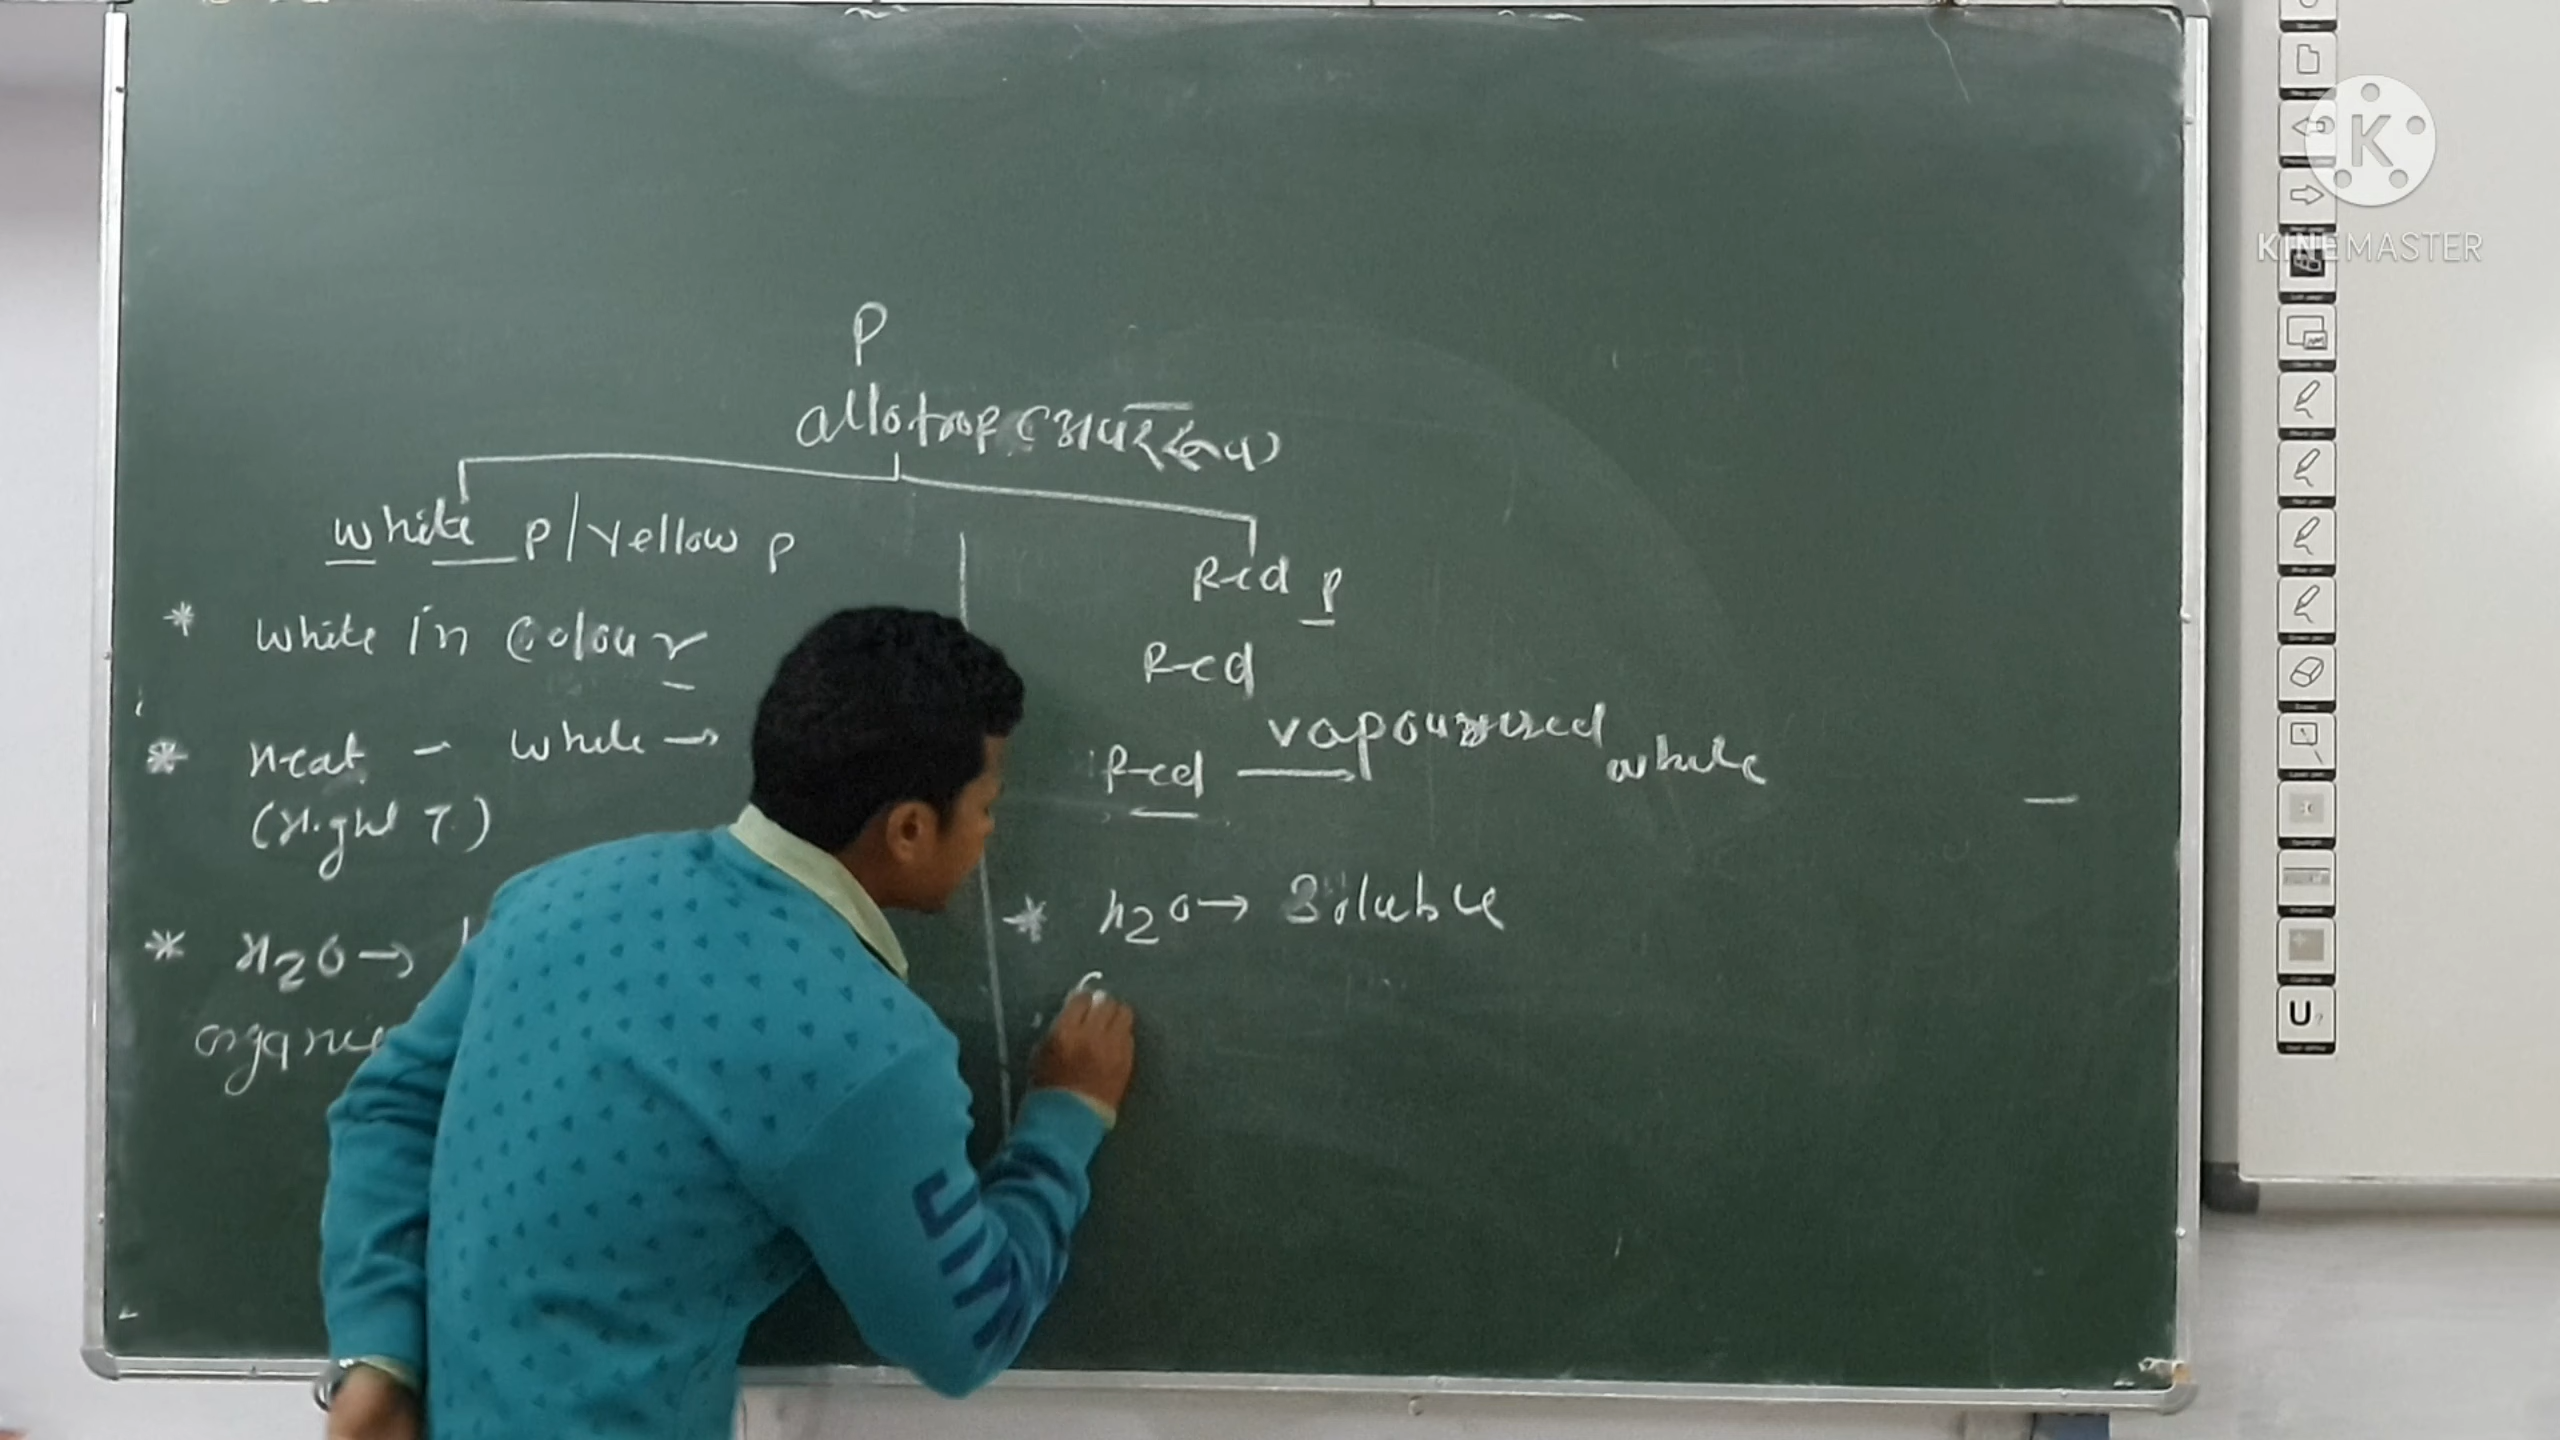 P
allotrop (अपररूप)
white P/Yellow P
Red P
* white in colour
Red
* Heat - white →
(High T)
Red → vapourized white
* H2O →
* H2O → Soluble
organic
K
KINEMASTER
U